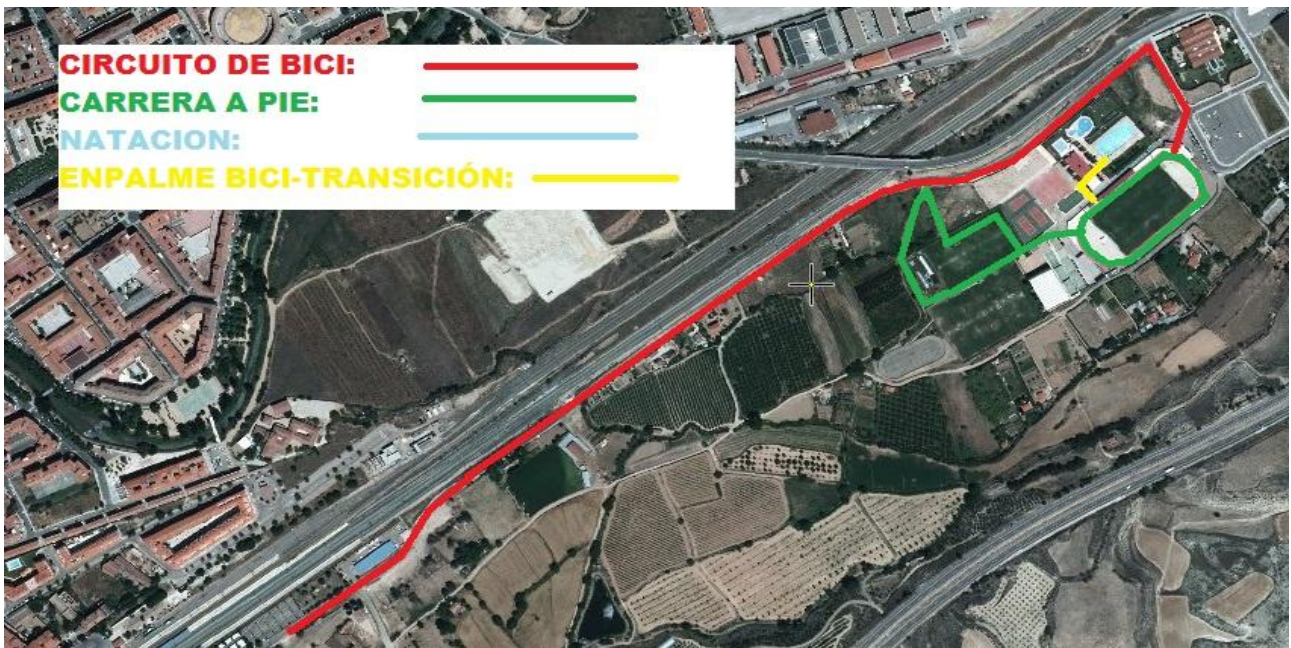 CIRCUITO DE BICI:
CARRERA A PIE:
NATACION:
ENPALME BICI-TRANSICIÓN: